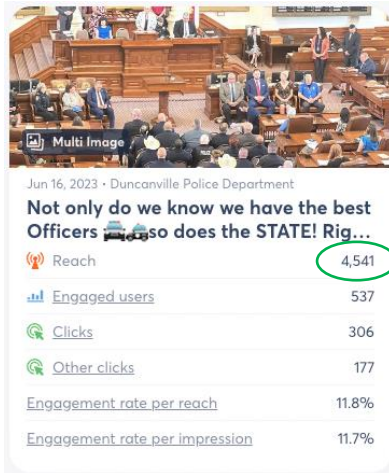 Multi Image
Jun 16, 2023 • Duncanville Police Department
Not only do we know we have the best
Officers 🚔🚓so does the STATE! Rig...
Reach 4,541
Engaged users 537
Clicks 306
Other clicks 177
Engagement rate per reach 11.8%
Engagement rate per impression 11.7%